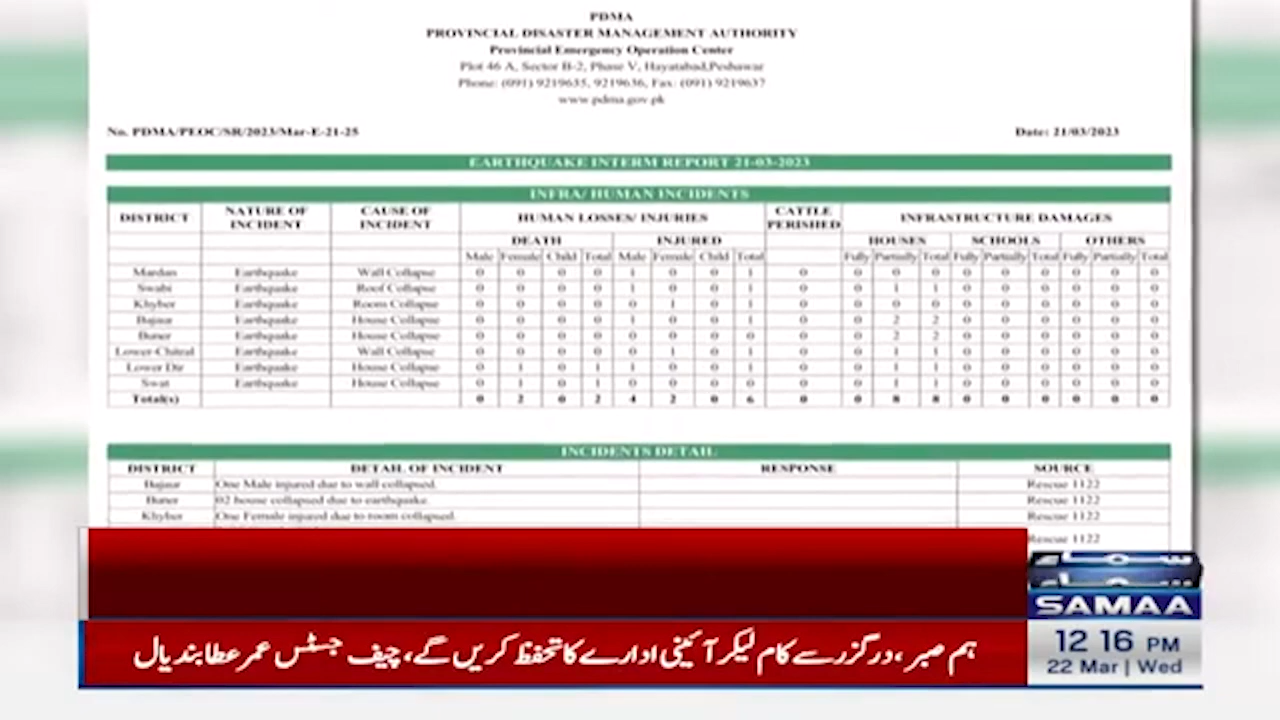 PDMA
PROVINCIAL DISASTER MANAGEMENT AUTHORITY
Provincial Emergency Operation Center
Plot 46 A, Sector B-2, Phase V, Hayatabad,Peshawar
Phone: (091) 9219635, 9219636, Fax: (091) 9219637
www.pdma.gov.pk
No. PDMA/PEOC/SR/2023/Mar-E-21-25 Date: 21/03/2023
EARTHQUAKE INTERM REPORT 21-03-2023
INFRA/ HUMAN INCIDENTS
DISTRICT NATURE OF INCIDENT CAUSE OF INCIDENT HUMAN LOSSES/ INJURIES CATTLE PERISHED INFRASTRUCTURE DAMAGES
DEATH INJURED HOUSES SCHOOLS OTHERS
Male Female Child Total Male Female Child Total Fully Partially Total Fully Partially Total Fully Partially Total
Mardan Earthquake Wall Collapse 0 0 0 0 1 0 0 1 0 0 0 0 0 0 0 0 0 0
Swabi Earthquake Roof Collapse 0 0 0 0 1 0 0 1 0 0 1 1 0 0 0 0 0 0
Khyber Earthquake Room Collapse 0 0 0 0 0 1 0 1 0 0 0 0 0 0 0 0 0 0
Bajaur Earthquake House Collapse 0 0 0 0 1 0 0 1 0 0 2 2 0 0 0 0 0 0
Buner Earthquake House Collapse 0 0 0 0 0 0 0 0 0 0 2 2 0 0 0 0 0 0
Lower Chitral Earthquake Wall Collapse 0 0 0 0 0 1 0 1 0 0 1 1 0 0 0 0 0 0
Lower Dir Earthquake House Collapse 0 1 0 1 1 0 0 1 0 0 1 1 0 0 0 0 0 0
Swat Earthquake House Collapse 0 1 0 1 0 0 0 0 0 0 1 1 0 0 0 0 0 0
Total(s) 0 2 0 2 4 2 0 6 0 0 8 8 0 0 0 0 0 0
INCIDENTS DETAIL
DISTRICT DETAIL OF INCIDENT RESPONSE SOURCE
Bajaur One Male injured due to wall collapsed. Rescue 1122
Buner 02 house collapsed due to earthquake. Rescue 1122
Khyber One Female injured due to room collapsed. Rescue 1122
Rescue 1122
SAMAA
12 16 PM
22 Mar | Wed
ہم صبر، درگزر سے کام لیکر آئینی ادارے کا تحفظ کریں گے، چیف جسٹس عمر عطا بندیال